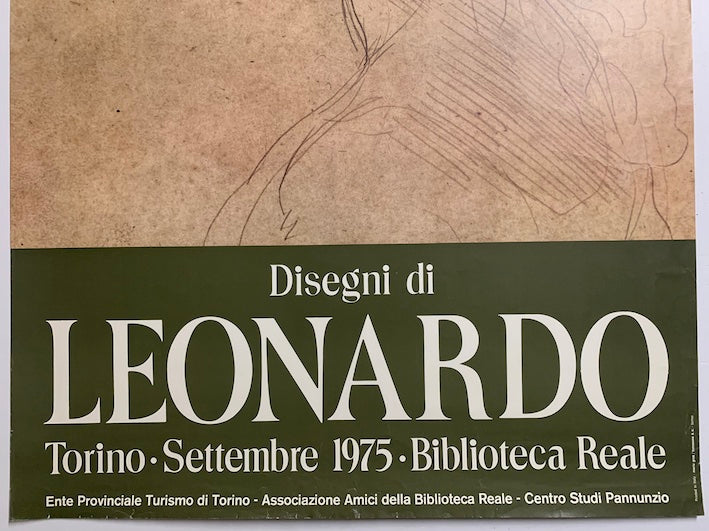 Disegni di
LEONARDO
Torino · Settembre 1975 · Biblioteca Reale
Ente Provinciale Turismo di Torino - Associazione Amici della Biblioteca Reale - Centro Studi Pannunzio